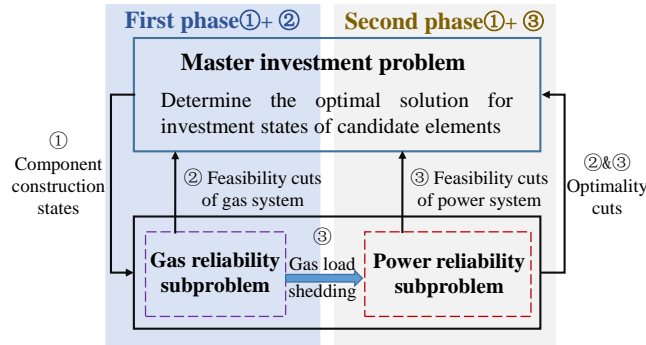 First phase①+ ②
Second phase①+ ③
Master investment problem
Determine the optimal solution for
investment states of candidate elements
①
Component
construction
states
② Feasibility cuts
of gas system
③ Feasibility cuts
of power system
②&③
Optimality
cuts
Gas reliability
subproblem
③
Gas load
shedding
Power reliability
subproblem